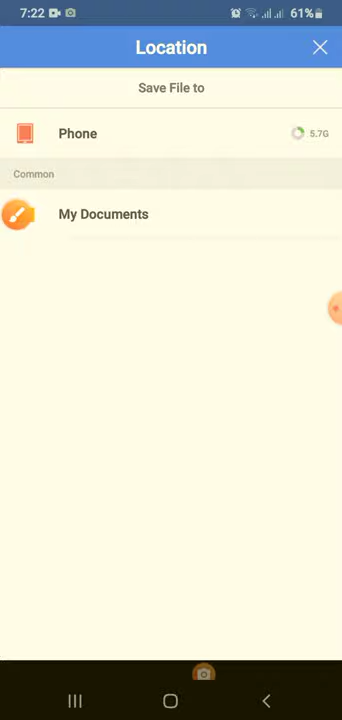 7:22
61%
Location
Save File to
Phone
5.7G
Common
My Documents